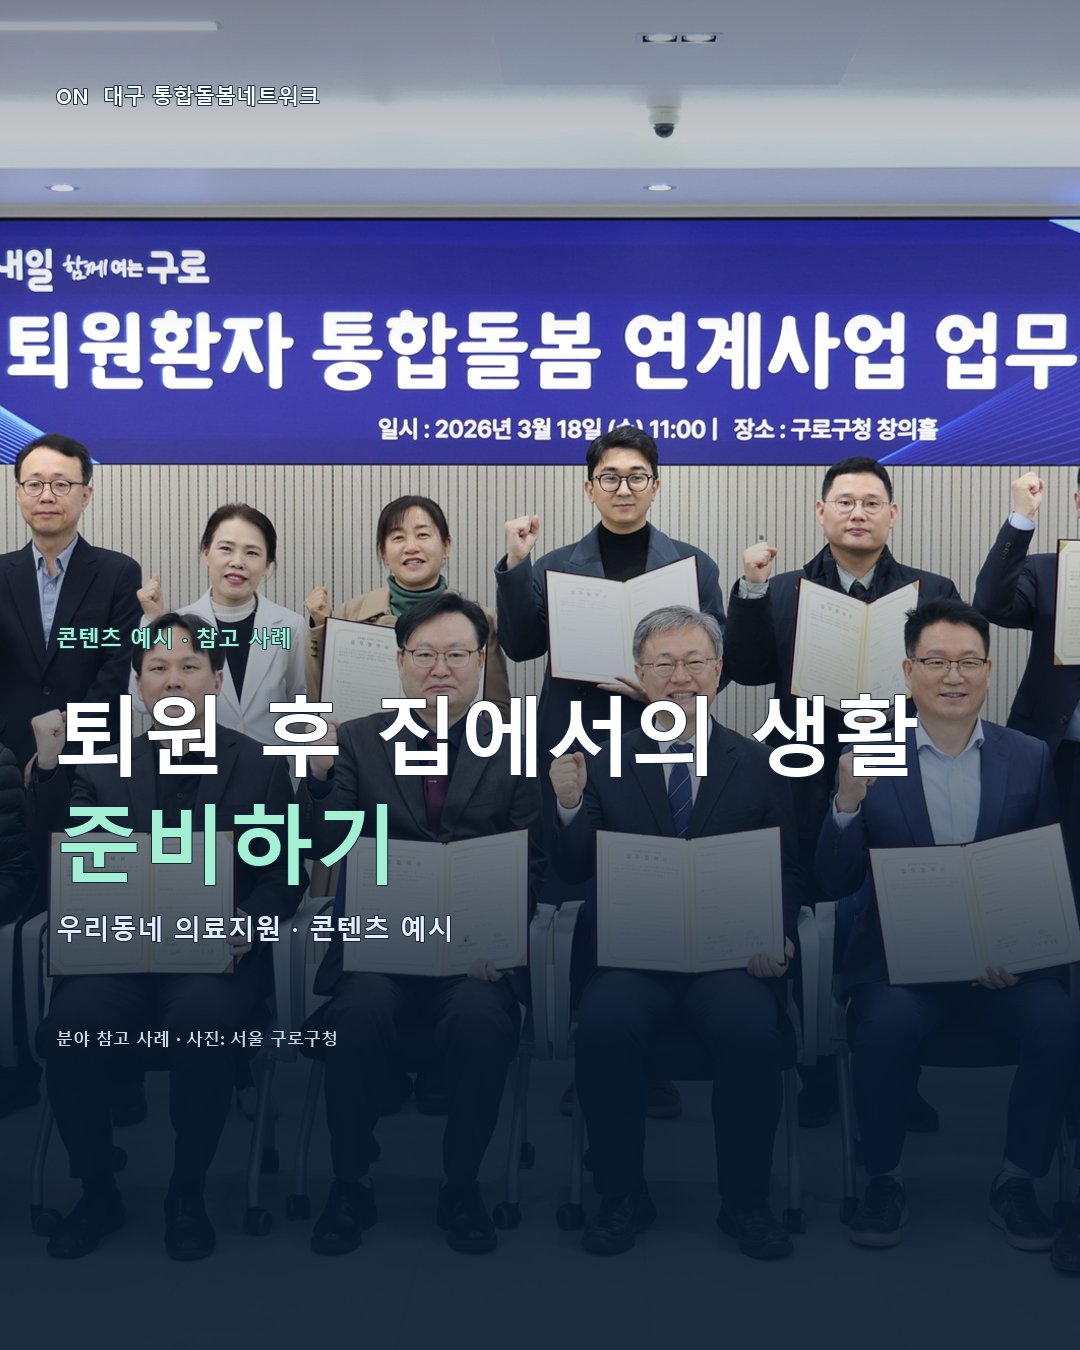 ON 대구 통합돌봄네트워크
내일 함께 여는 구로
퇴원환자 통합돌봄 연계사업 업무
일시 : 2026년 3월 18일 11:00 | 장소 : 구로구청 창의홀
콘텐츠 예시 · 참고 사례
퇴원 후 집에서의 생활
준비하기
우리동네 의료지원 · 콘텐츠 예시
분야 참고 사례 · 사진: 서울 구로구청